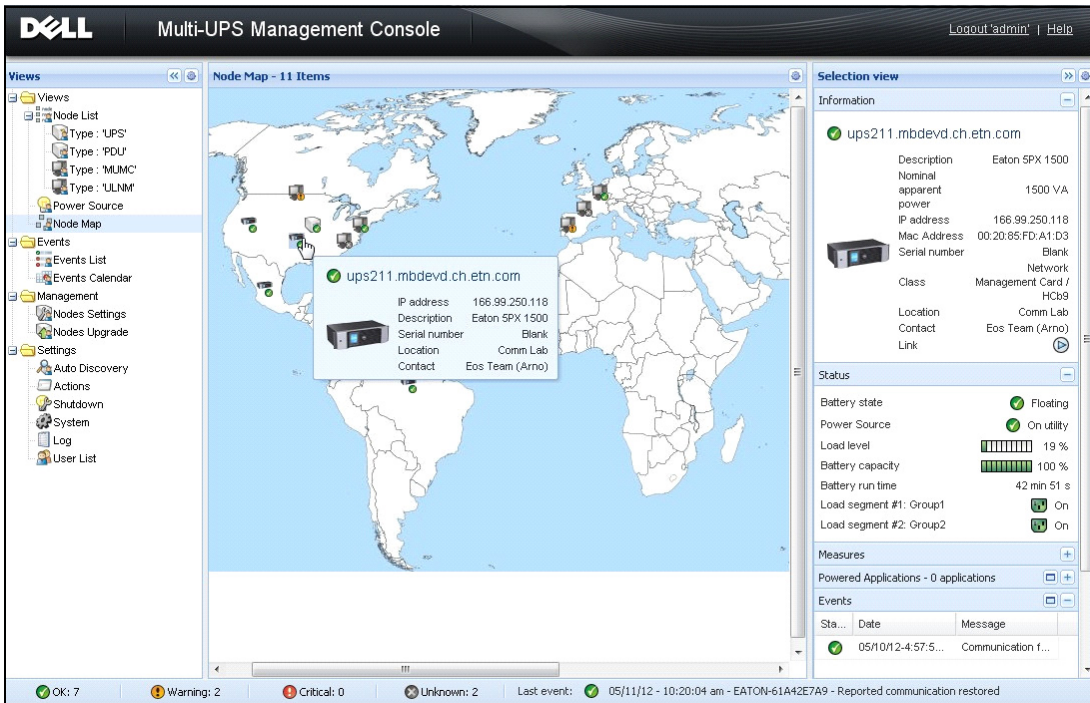 DELL
Multi-UPS Management Console
Logout 'admin' | Help
Views
Views
Node List
Type : 'UPS'
Type : 'PDU'
Type : 'MUMC'
Type : 'ULNM'
Power Source
Node Map
Events
Events List
Events Calendar
Management
Nodes Settings
Nodes Upgrade
Settings
Auto Discovery
Actions
Shutdown
System
Log
User List
Node Map - 11 Items
ups211.mbdevd.ch.etn.com
IP address 166.99.250.118
Description Eaton 5PX 1500
Serial number Blank
Location Comm Lab
Contact Eos Team (Arno)
Selection view
Information
ups211.mbdevd.ch.etn.com
Description Eaton 5PX 1500
Nominal
apparent 1500 VA
power
IP address 166.99.250.118
Mac Address 00:20:85:FD:A1:D3
Serial number Blank
Network
Class Management Card /
HCb9
Location Comm Lab
Contact Eos Team (Arno)
Link
Status
Battery state Floating
Power Source On utility
Load level 19 %
Battery capacity 100 %
Battery run time 42 min 51 s
Load segment #1: Group1 On
Load segment #2: Group2 On
Measures
Powered Applications - 0 applications
Events
Sta... Date Message
05/10/12-4:57:5... Communication f...
OK: 7 Warning: 2 Critical: 0 Unknown: 2 Last event: 05/11/12 - 10:20:04 am - EATON-61A42E7A9 - Reported communication restored